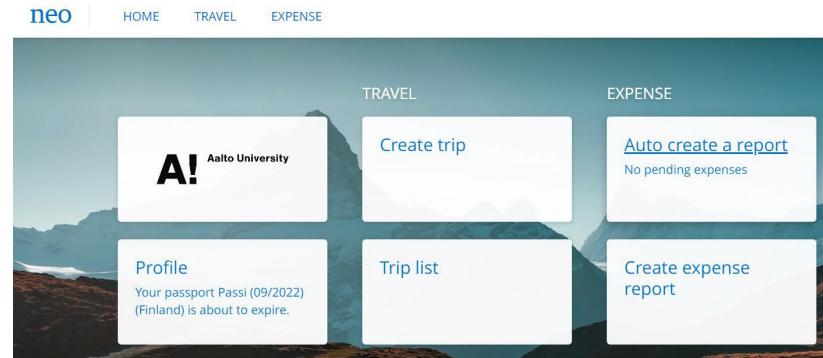 neo
HOME TRAVEL EXPENSE
TRAVEL EXPENSE
A! Aalto University
Create trip
Auto create a report
No pending expenses
Profile
Your passport Passi (09/2022)
(Finland) is about to expire.
Trip list
Create expense
report